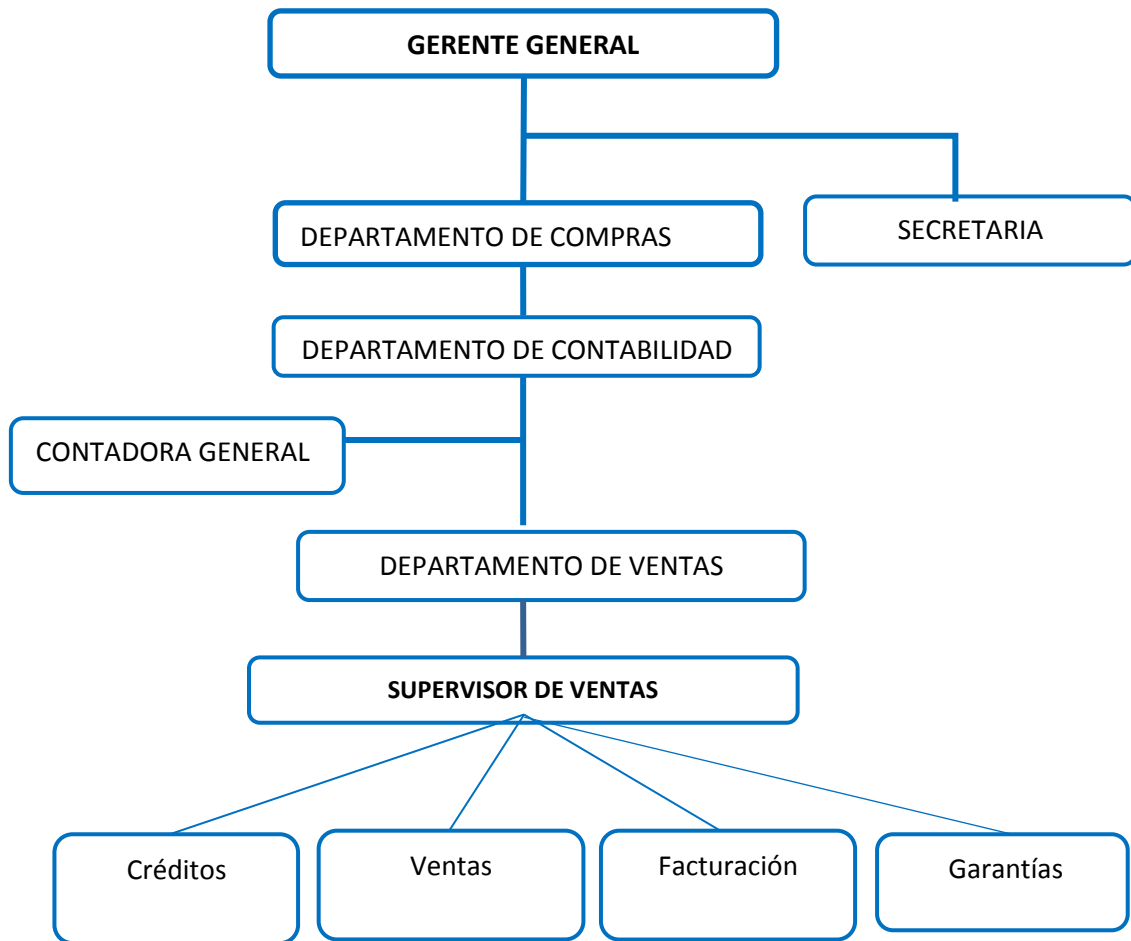 GERENTE GENERAL
DEPARTAMENTO DE COMPRAS
SECRETARIA
DEPARTAMENTO DE CONTABILIDAD
CONTADORA GENERAL
DEPARTAMENTO DE VENTAS
SUPERVISOR DE VENTAS
Créditos
Ventas
Facturación
Garantías